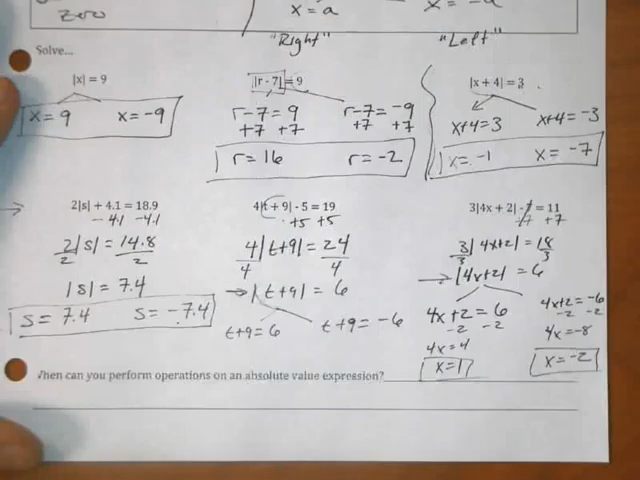 Zero
x = a
x = -a
"Right"
"Left"
Solve...
|x| = 9
x = 9 x = -9
|r - 7| = 9
r-7 = 9 r-7 = -9
+7 +7 +7 +7
r = 16 r = -2
|x + 4| = 3
x+4 = 3 x+4 = -3
x = -1 x = -7
2|s| + 4.1 = 18.9
-4.1 -4.1
2|s| = 14.8
2 2
|s| = 7.4
s = 7.4 s = -7.4
4|t + 9| - 5 = 19
+5 +5
4|t+9| = 24
4 4
|t+9| = 6
t+9 = 6 t+9 = -6
3|4x + 2| - 7 = 11
+7 +7
3|4x+2| = 18
3 3
|4x+2| = 6
4x+2 = 6 4x+2 = -6
-2 -2 -2 -2
4x = 4 4x = -8
x = 1 x = -2
When can you perform operations on an absolute value expression?